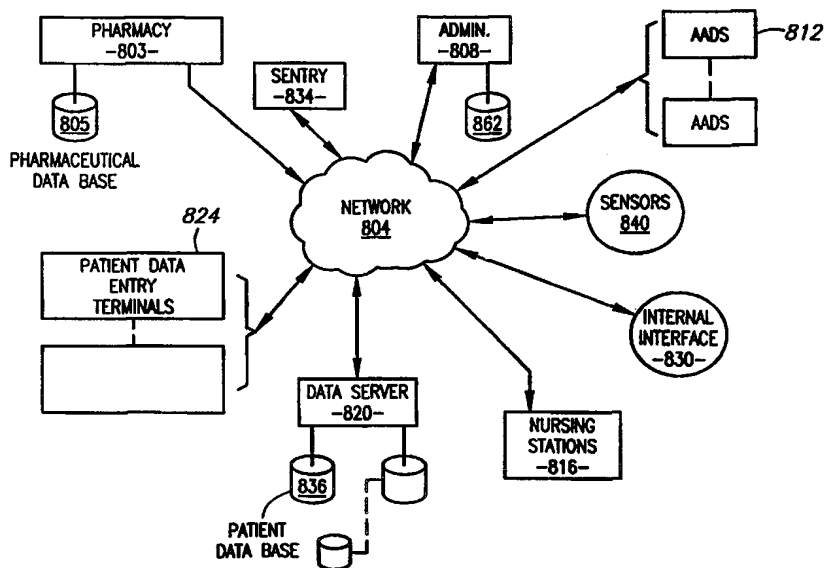 PHARMACY
-803-
805
PHARMACEUTICAL
DATA BASE
SENTRY
-834-
ADMIN.
-808-
862
AADS
812
AADS
NETWORK
804
SENSORS
840
824
PATIENT DATA
ENTRY
TERMINALS
INTERNAL
INTERFACE
-830-
DATA SERVER
-820-
836
PATIENT
DATA BASE
NURSING
STATIONS
-816-